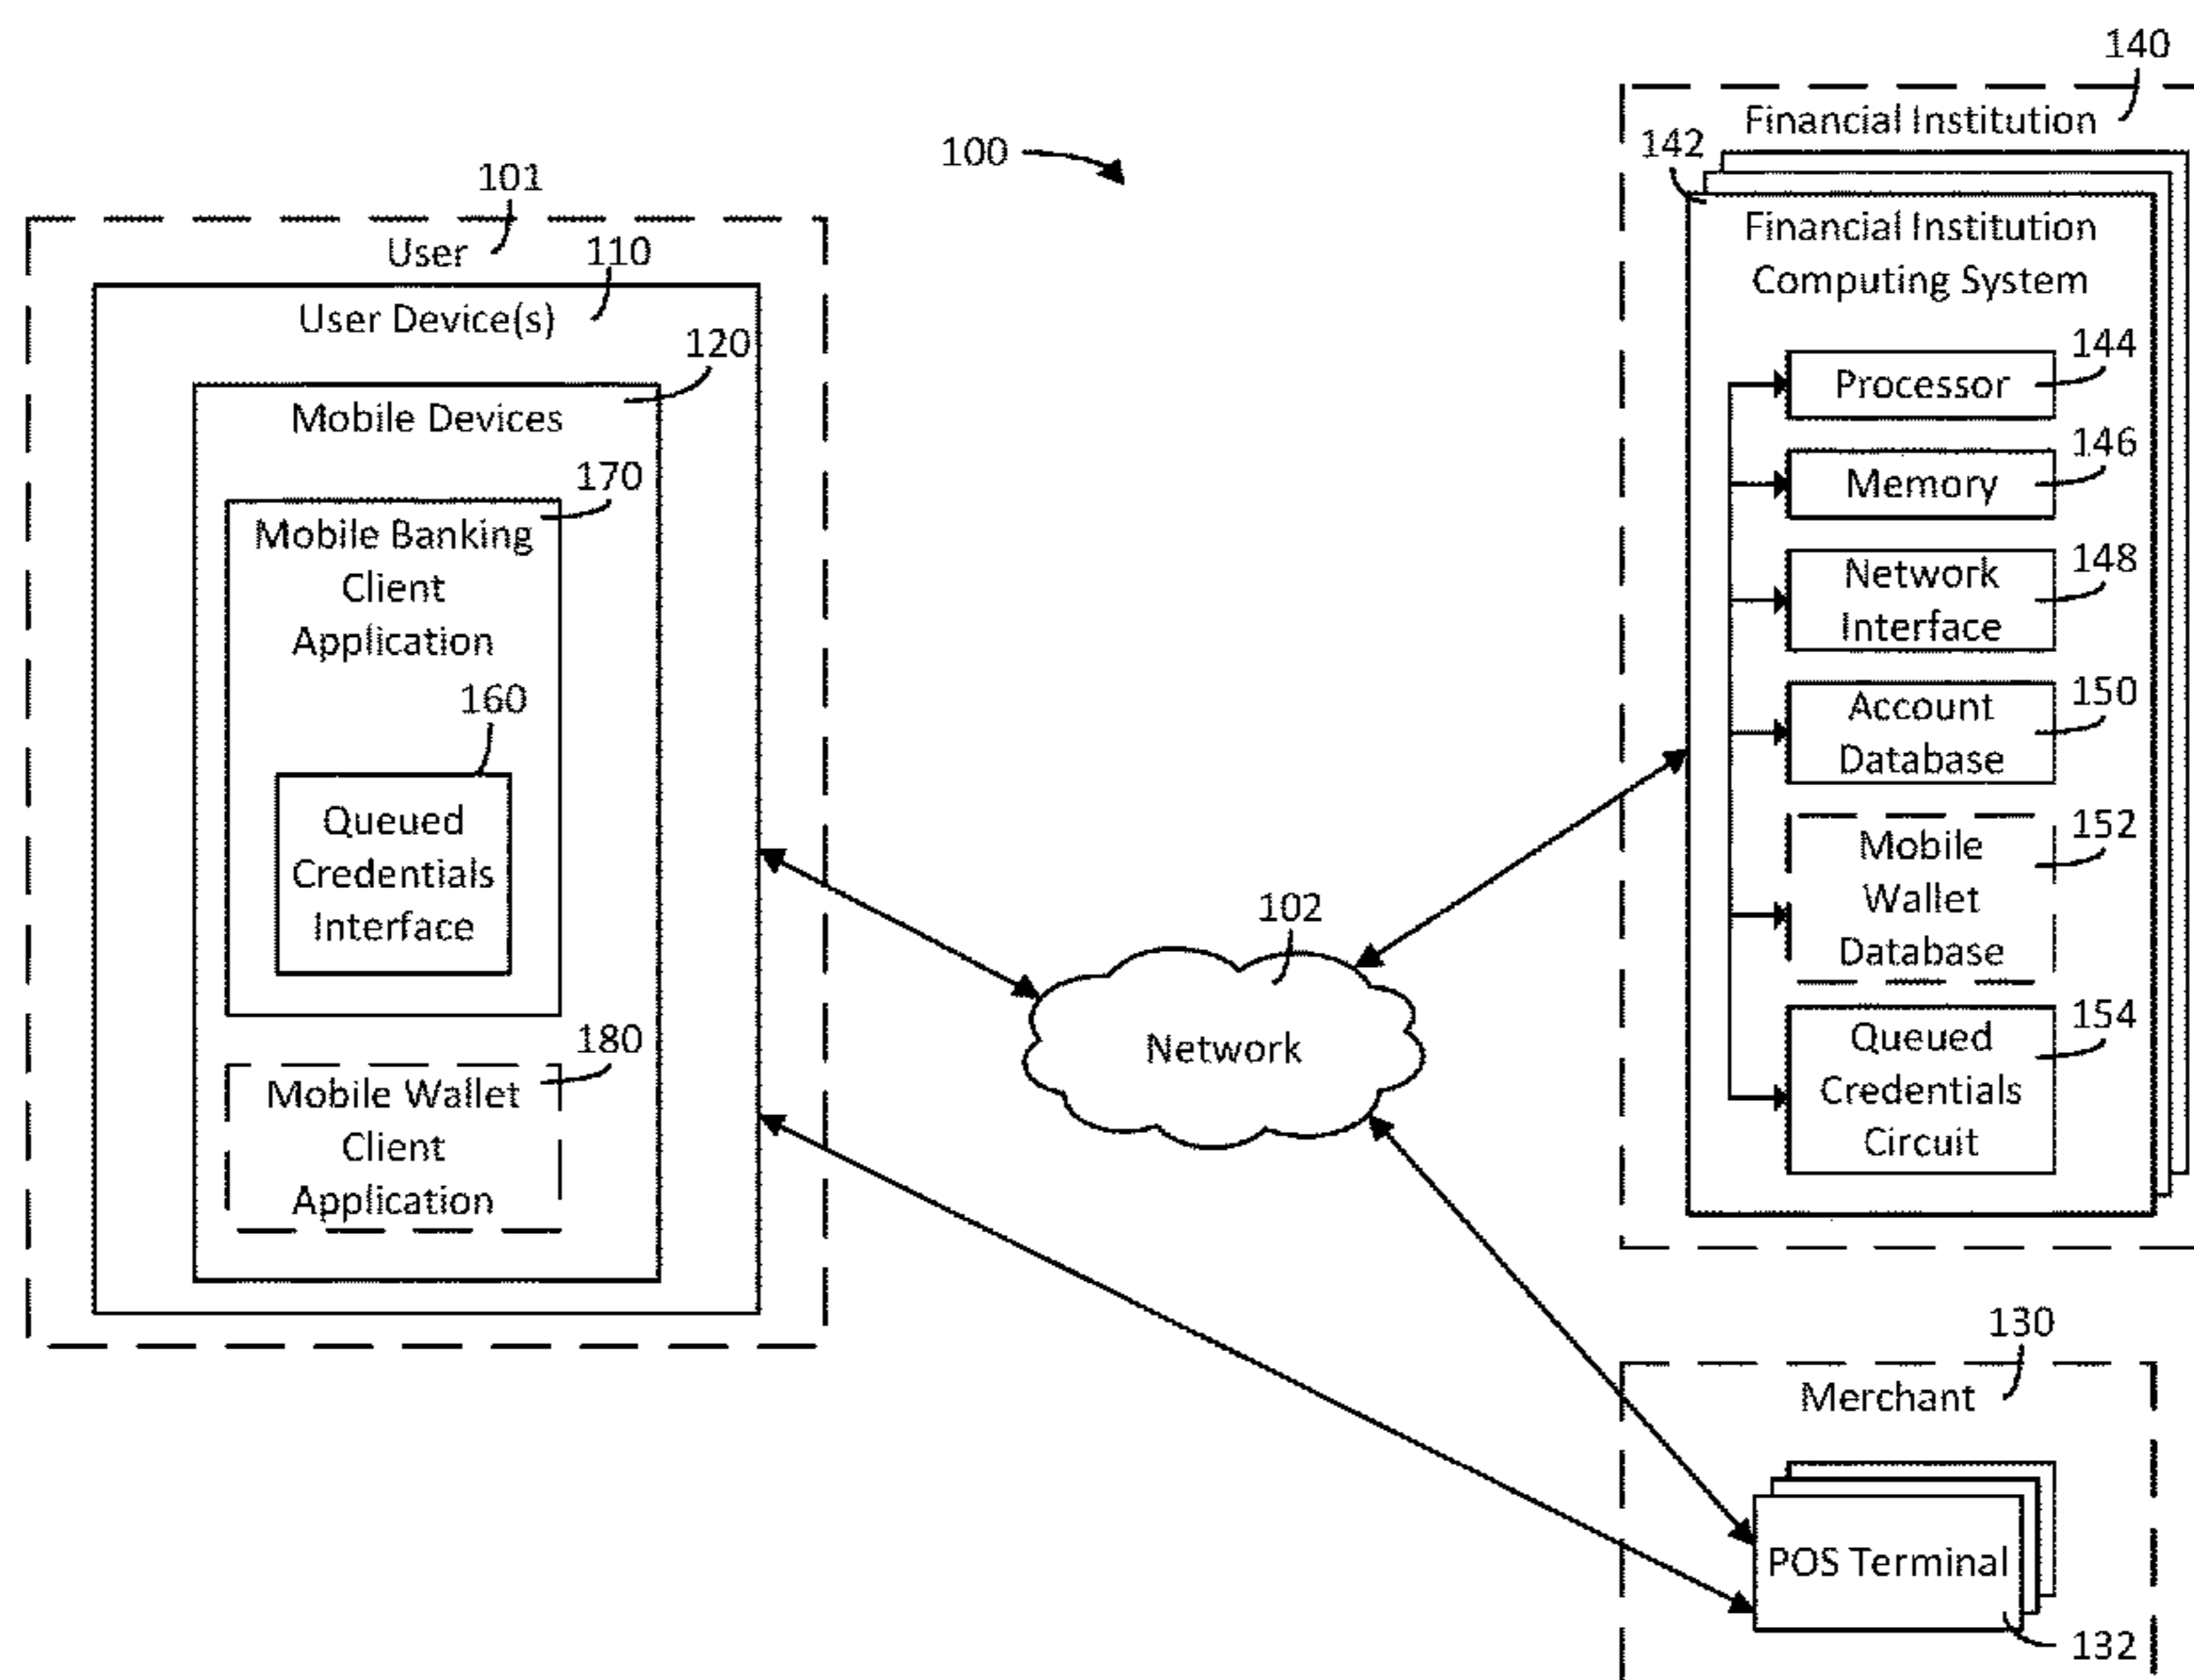 100
101
User
110
User Device(s)
120
Mobile Devices
170
Mobile Banking
Client
Application
160
Queued
Credentials
Interface
180
Mobile Wallet
Client
Application
102
Network
140
Financial Institution
142
Financial Institution
Computing System
144
Processor
146
Memory
148
Network
Interface
150
Account
Database
152
Mobile
Wallet
Database
154
Queued
Credentials
Circuit
130
Merchant
POS Terminal
132